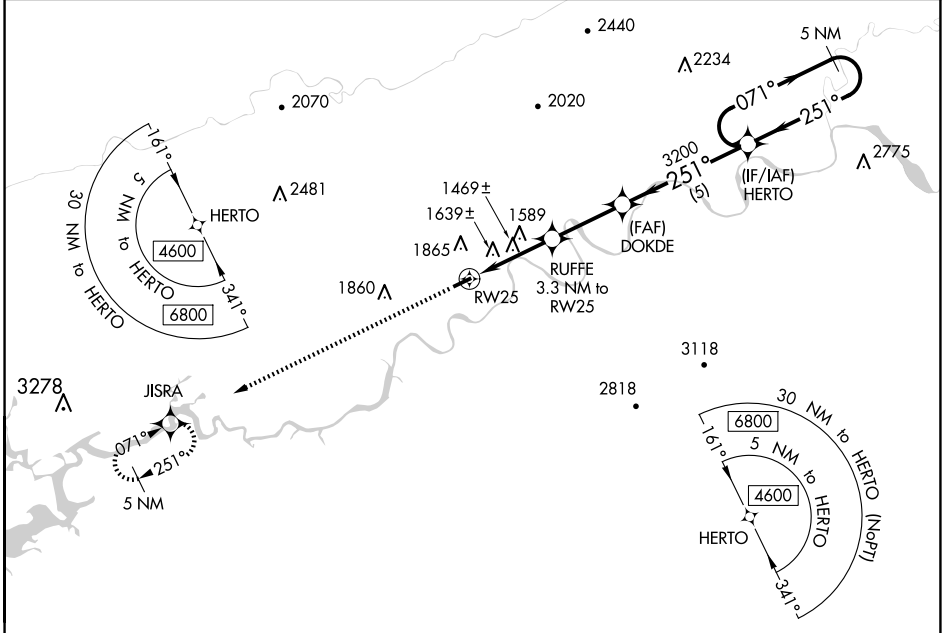 2440
5 NM
2234
071°
251°
2070
2020
161°
3200
251°
(5)
2775
(IF/IAF)
HERTO
5 NM to HERTO
30 NM to HERTO
HERTO
2481
1469±
1639±
1589
(FAF)
DOKDE
4600
1865
RUFFE
3.3 NM to
RW25
RW25
1860
341°
6800
3118
3278
JISRA
2818
30 NM to HERTO (NoPT)
6800
161°
5 NM to HERTO
071°
251°
5 NM
4600
HERTO
341°